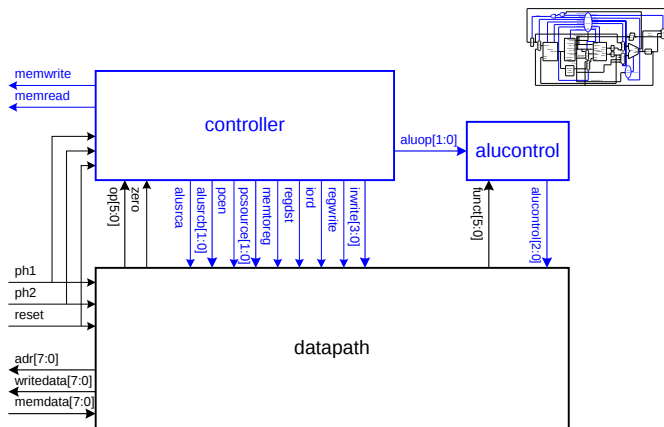 memwrite
memread
controller
aluop[1:0]
alucontrol
op[5:0]
zero
alusrca
alusrcb[1:0]
pcen
pcsource[1:0]
memtoreg
regdst
iord
regwrite
irwrite[3:0]
funct[5:0]
alucontrol[2:0]
ph1
ph2
reset
datapath
adr[7:0]
writedata[7:0]
memdata[7:0]